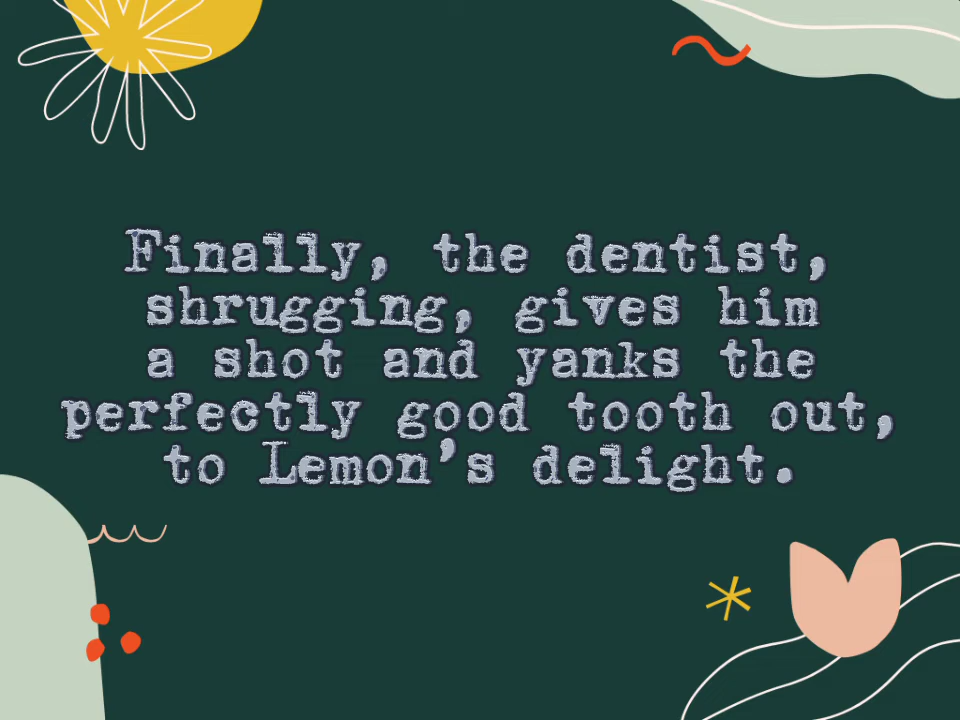 Finally, the dentist,
shrugging, gives him
a shot and yanks the
perfectly good tooth out,
to Lemon's delight.